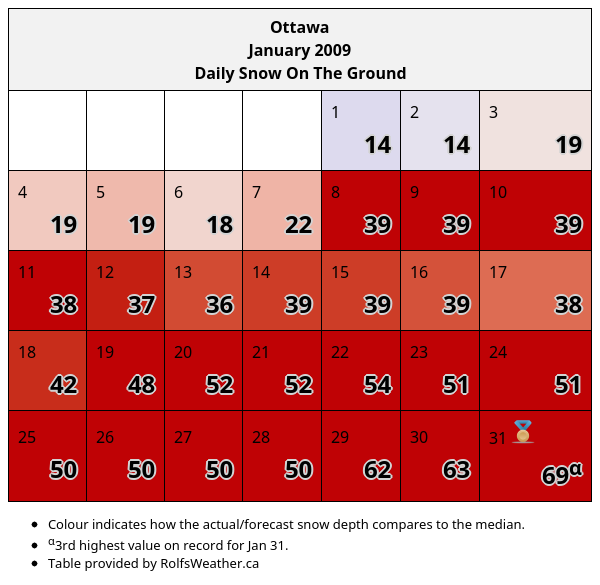 Ottawa
January 2009
Daily Snow On The Ground
1 2 3
14 14 19
4 5 6 7 8 9 10
19 19 18 22 39 39 39
11 12 13 14 15 16 17
38 37 36 39 39 39 38
18 19 20 21 22 23 24
42 48 52 52 54 51 51
25 26 27 28 29 30 31
50 50 50 50 62 63 69α
Colour indicates how the actual/forecast snow depth compares to the median.
α3rd highest value on record for Jan 31.
Table provided by RolfsWeather.ca